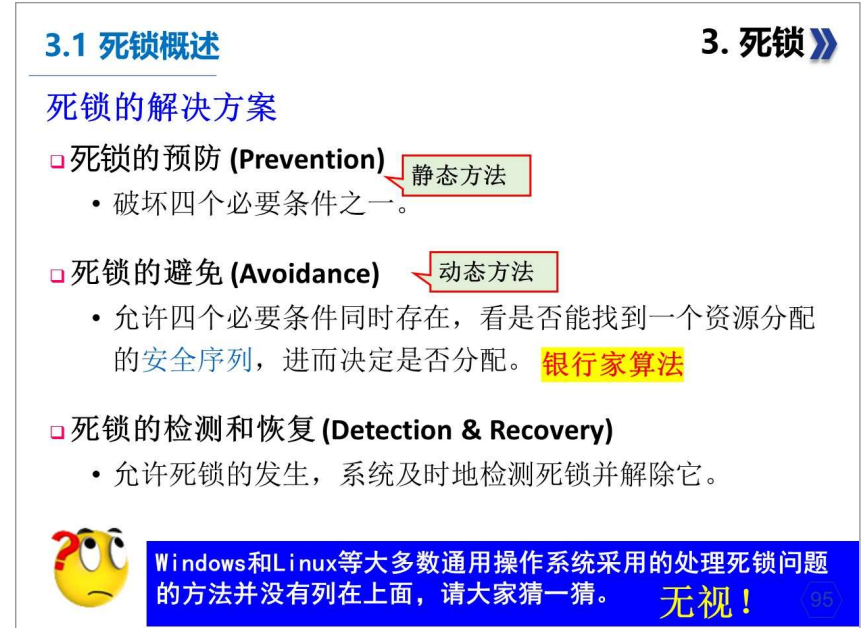 3.1 死锁概述
3. 死锁
死锁的解决方案
死锁的预防 (Prevention)
静态方法
• 破坏四个必要条件之一。
死锁的避免 (Avoidance)
动态方法
• 允许四个必要条件同时存在，看是否能找到一个资源分配
的安全序列，进而决定是否分配。 银行家算法
死锁的检测和恢复 (Detection & Recovery)
• 允许死锁的发生，系统及时地检测死锁并解除它。
?
Windows和Linux等大多数通用操作系统采用的处理死锁问题
的方法并没有列在上面，请大家猜一猜。 无视！
95